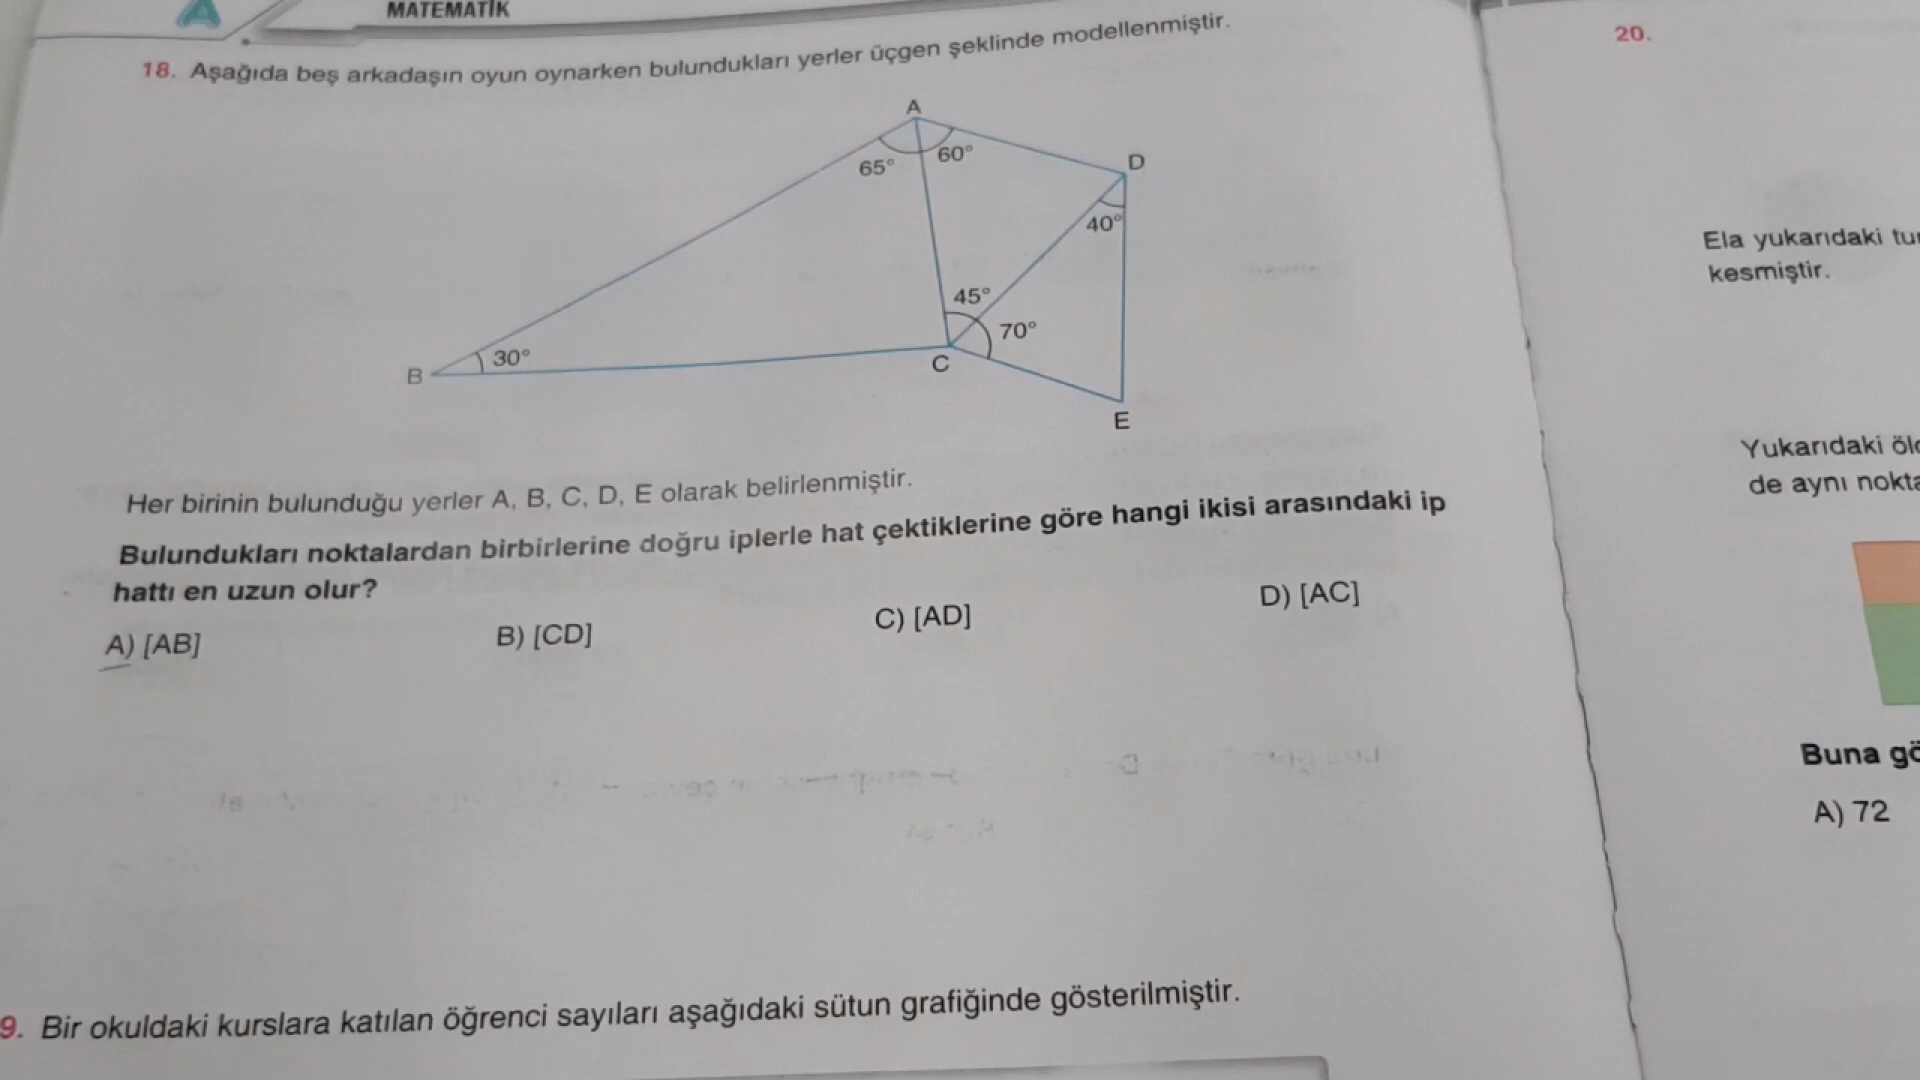 A
MATEMATİK
18. Aşağıda beş arkadaşın oyun oynarken bulundukları yerler üçgen şeklinde modellenmiştir.
A
65°
60°
D
40°
45°
70°
B
30°
C
E
Her birinin bulunduğu yerler A, B, C, D, E olarak belirlenmiştir.
Bulundukları noktalardan birbirlerine doğru iplerle hat çektiklerine göre hangi ikisi arasındaki ip
hattı en uzun olur?
A) [AB]
B) [CD]
C) [AD]
D) [AC]
9. Bir okuldaki kurslara katılan öğrenci sayıları aşağıdaki sütun grafiğinde gösterilmiştir.
20.
Ela yukarıdaki
kesmiştir.
Yukarıdaki
de aynı
Buna
A) 72